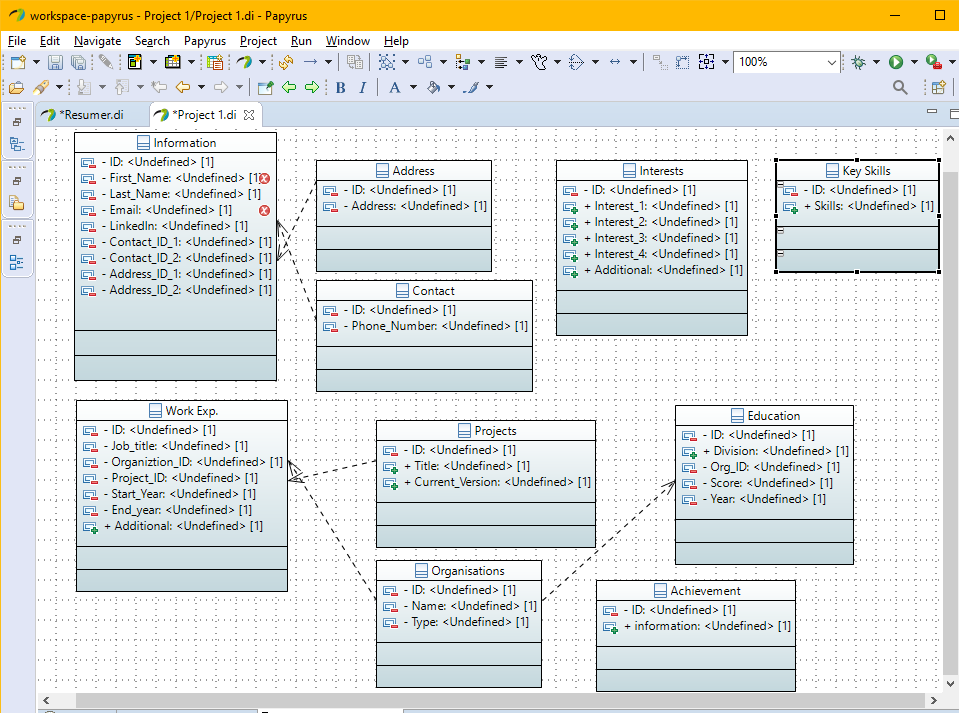 workspace-papyrus - Project 1/Project 1.di - Papyrus
File Edit Navigate Search Papyrus Project Run Window Help
100%
B I A
*Resumer.di *Project 1.di
Information
- ID: <Undefined> [1]
- First_Name: <Undefined> [1]
- Last_Name: <Undefined> [1]
- Email: <Undefined> [1]
- LinkedIn: <Undefined> [1]
- Contact_ID_1: <Undefined> [1]
- Contact_ID_2: <Undefined> [1]
- Address_ID_1: <Undefined> [1]
- Address_ID_2: <Undefined> [1]
Address
- ID: <Undefined> [1]
- Address: <Undefined> [1]
Contact
- ID: <Undefined> [1]
- Phone_Number: <Undefined> [1]
Interests
- ID: <Undefined> [1]
+ Interest_1: <Undefined> [1]
+ Interest_2: <Undefined> [1]
+ Interest_3: <Undefined> [1]
+ Interest_4: <Undefined> [1]
+ Additional: <Undefined> [1]
Key Skills
- ID: <Undefined> [1]
+ Skills: <Undefined> [1]
Work Exp.
- ID: <Undefined> [1]
- Job_title: <Undefined> [1]
- Organiztion_ID: <Undefined> [1]
- Project_ID: <Undefined> [1]
- Start_Year: <Undefined> [1]
- End_year: <Undefined> [1]
+ Additional: <Undefined> [1]
Projects
- ID: <Undefined> [1]
+ Title: <Undefined> [1]
+ Current_Version: <Undefined> [1]
Education
- ID: <Undefined> [1]
+ Division: <Undefined> [1]
- Org_ID: <Undefined> [1]
- Score: <Undefined> [1]
- Year: <Undefined> [1]
Organisations
- ID: <Undefined> [1]
- Name: <Undefined> [1]
- Type: <Undefined> [1]
Achievement
- ID: <Undefined> [1]
+ information: <Undefined> [1]